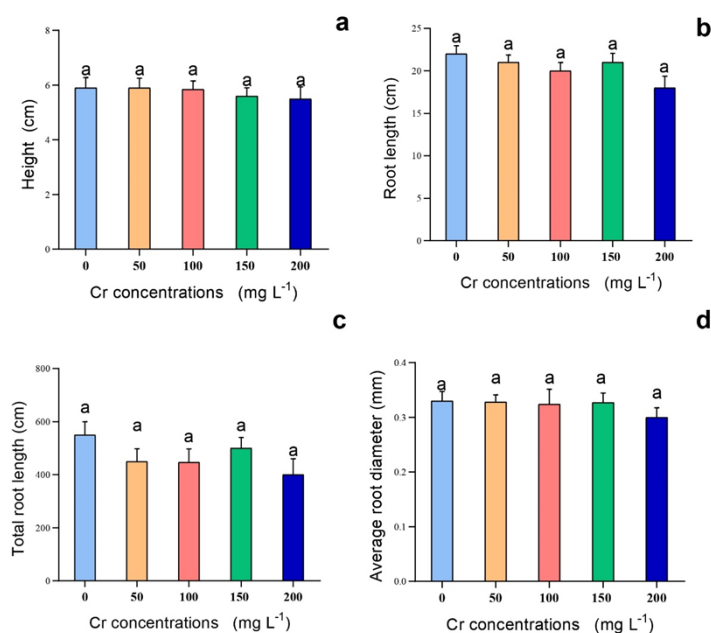 a
8
6
4
2
0
Height (cm)
a a a a a
0 50 100 150 200
Cr concentrations (mg L⁻¹)
b
25
20
15
10
5
0
Root length (cm)
a a a a a
0 50 100 150 200
Cr concentrations (mg L⁻¹)
c
800
600
400
200
0
Total root length (cm)
a a a a a
0 50 100 150 200
Cr concentrations (mg L⁻¹)
d
0.4
0.3
0.2
0.1
0.0
Average root diameter (mm)
a a a a a
0 50 100 150 200
Cr concentrations (mg L⁻¹)